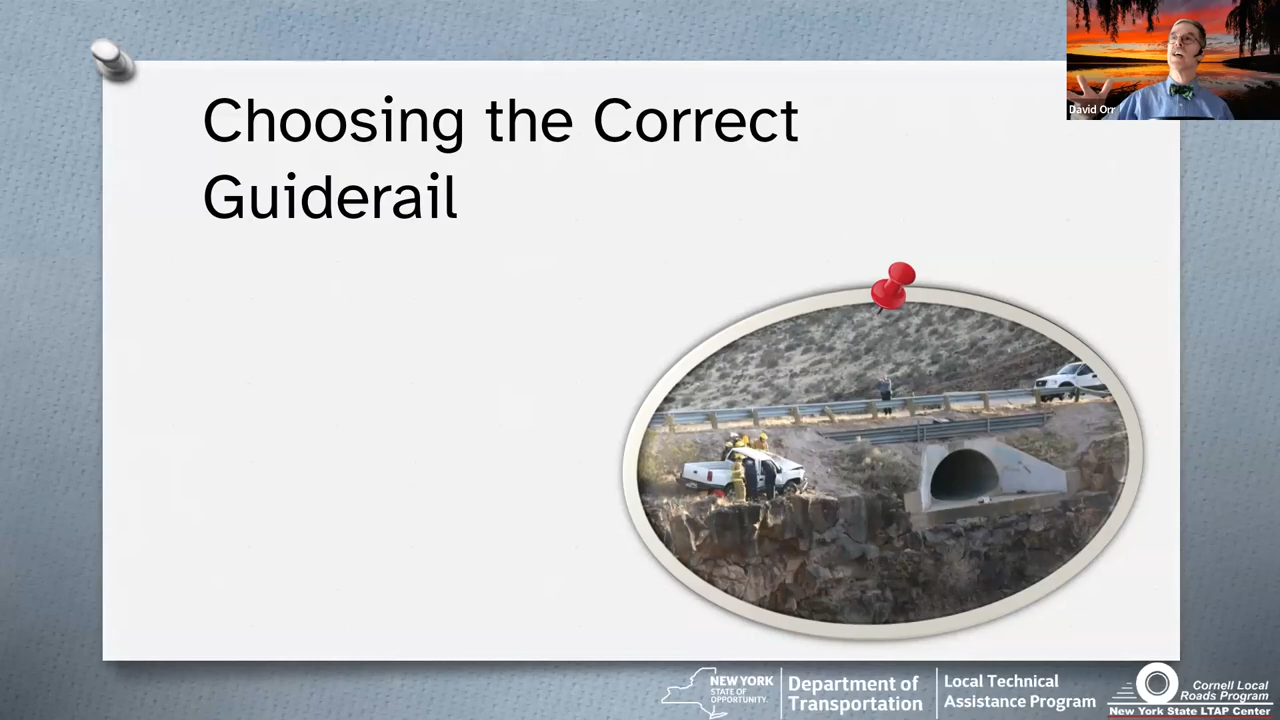 Choosing the Correct
Guiderail
David Orr
NEW YORK
STATE OF
OPPORTUNITY.
Department of
Transportation
Local Technical
Assistance Program
Cornell Local
Roads Program
New York State LTAP Center